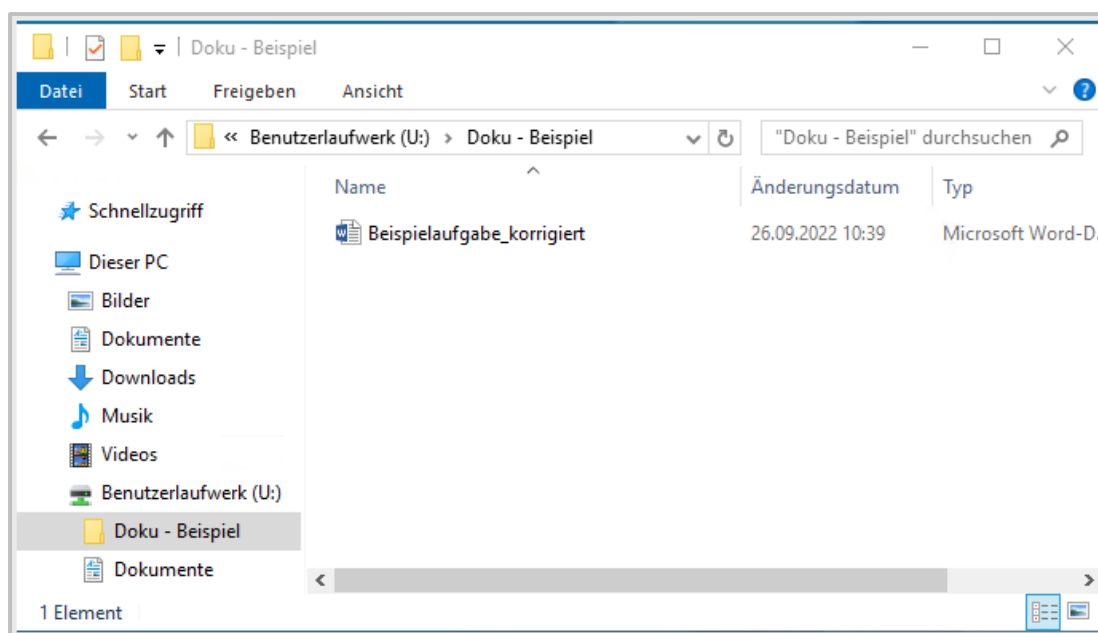 Doku - Beispiel
Datei Start Freigeben Ansicht
« Benutzerlaufwerk (U:) › Doku - Beispiel "Doku - Beispiel" durchsuchen
Name Änderungsdatum Typ
Schnellzugriff
Beispielaufgabe_korrigiert 26.09.2022 10:39 Microsoft Word-D
Dieser PC
Bilder
Dokumente
Downloads
Musik
Videos
Benutzerlaufwerk (U:)
Doku - Beispiel
Dokumente
1 Element